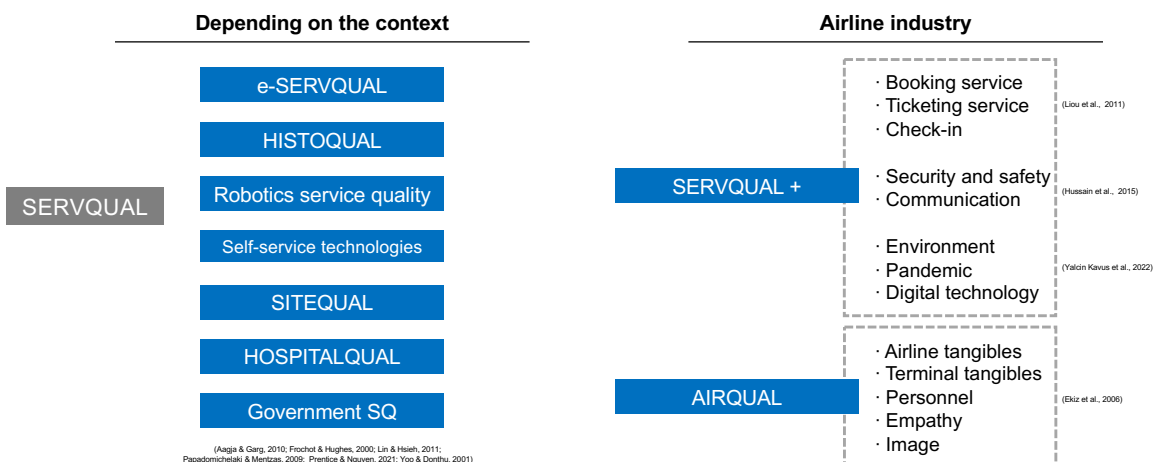 Depending on the context
SERVQUAL
e-SERVQUAL
HISTOQUAL
Robotics service quality
Self-service technologies
SITEQUAL
HOSPITALQUAL
Government SQ
(Aagja & Garg, 2010; Frochot & Hughes, 2000; Lin & Hsieh, 2011;
Papadomichelaki & Mentzas, 2009; Prentice & Nguyen, 2021; Yoo & Donthu, 2001)
Airline industry
SERVQUAL +
· Booking service
· Ticketing service
· Check-in
(Liou et al., 2011)
· Security and safety
· Communication
(Hussain et al., 2015)
· Environment
· Pandemic
· Digital technology
(Yalcin Kavus et al., 2022)
AIRQUAL
· Airline tangibles
· Terminal tangibles
· Personnel
· Empathy
· Image
(Ekiz et al., 2006)